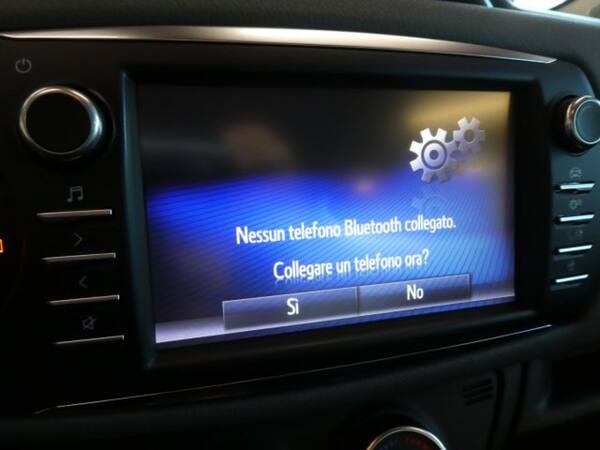 Nessun telefono Bluetooth collegato.
Collegare un telefono ora?
Sì
No